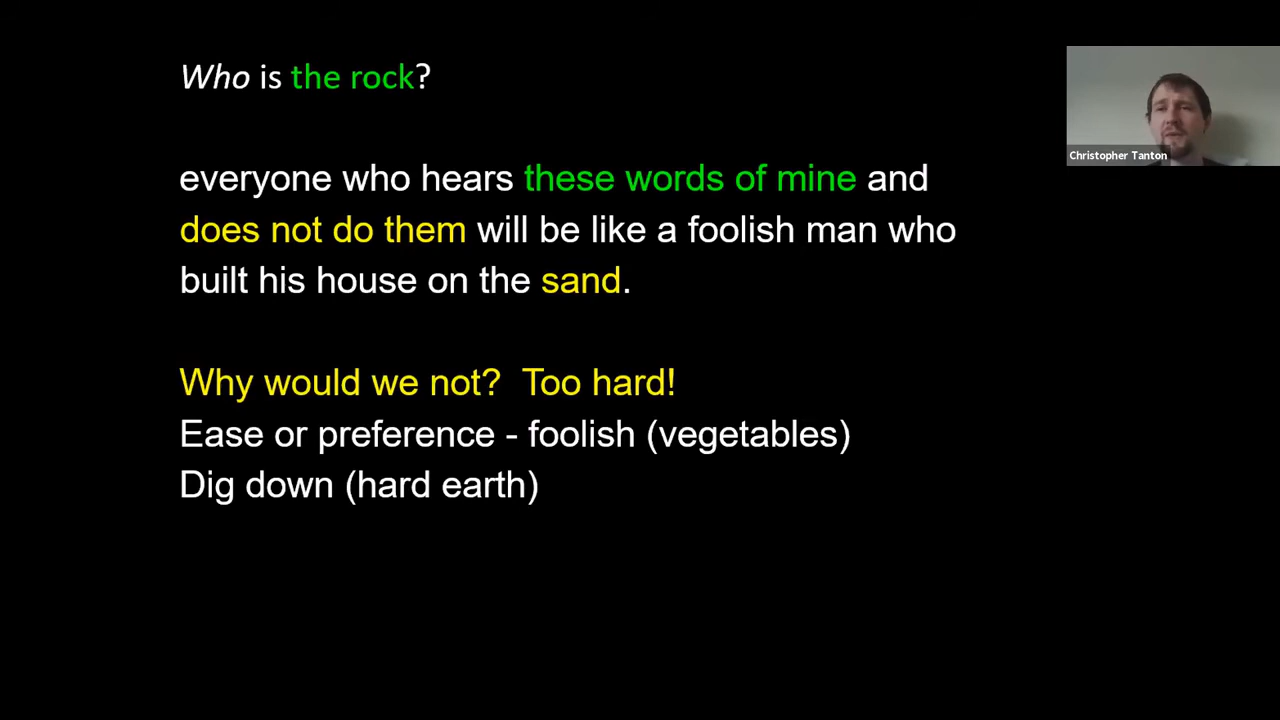 Who is the rock?
Christopher Tanton
everyone who hears these words of mine and
does not do them will be like a foolish man who
built his house on the sand.
Why would we not?  Too hard!
Ease or preference - foolish (vegetables)
Dig down (hard earth)